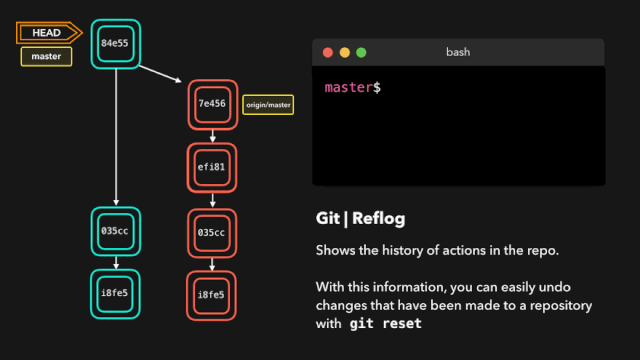 HEAD
master
84e55
7e456
origin/master
efi81
035cc
035cc
i8fe5
i8fe5
bash
master$
Git | Reflog
Shows the history of actions in the repo.
With this information, you can easily undo
changes that have been made to a repository
with git reset